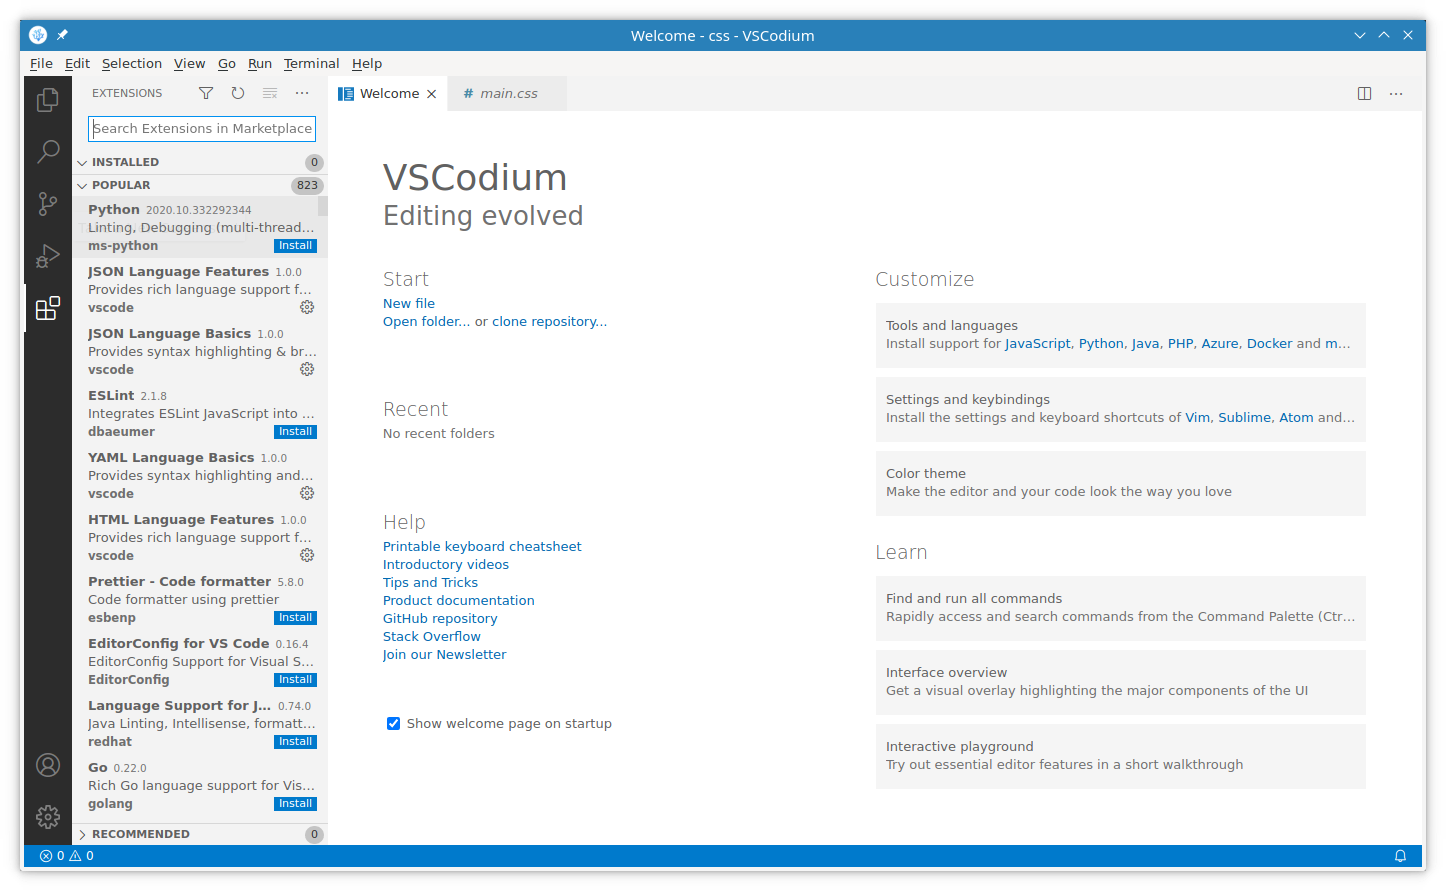 Welcome - css - VSCodium
File Edit Selection View Go Run Terminal Help
EXTENSIONS
Search Extensions in Marketplace
INSTALLED 0
POPULAR 823
Python 2020.10.332292344
Linting, Debugging (multi-thread...
ms-python Install
JSON Language Features 1.0.0
Provides rich language support f...
vscode
JSON Language Basics 1.0.0
Provides syntax highlighting & br...
vscode
ESLint 2.1.8
Integrates ESLint JavaScript into ...
dbaeumer Install
YAML Language Basics 1.0.0
Provides syntax highlighting and...
vscode
HTML Language Features 1.0.0
Provides rich language support f...
vscode
Prettier - Code formatter 5.8.0
Code formatter using prettier
esbenp Install
EditorConfig for VS Code 0.16.4
EditorConfig Support for Visual S...
EditorConfig Install
Language Support for J... 0.74.0
Java Linting, Intellisense, formatt...
redhat Install
Go 0.22.0
Rich Go language support for Vis...
golang Install
RECOMMENDED 0
Welcome
# main.css
VSCodium
Editing evolved
Start
New file
Open folder... or clone repository...
Recent
No recent folders
Help
Printable keyboard cheatsheet
Introductory videos
Tips and Tricks
Product documentation
GitHub repository
Stack Overflow
Join our Newsletter
Show welcome page on startup
Customize
Tools and languages
Install support for JavaScript, Python, Java, PHP, Azure, Docker and m...
Settings and keybindings
Install the settings and keyboard shortcuts of Vim, Sublime, Atom and...
Color theme
Make the editor and your code look the way you love
Learn
Find and run all commands
Rapidly access and search commands from the Command Palette (Ctr...
Interface overview
Get a visual overlay highlighting the major components of the UI
Interactive playground
Try out essential editor features in a short walkthrough
0 0